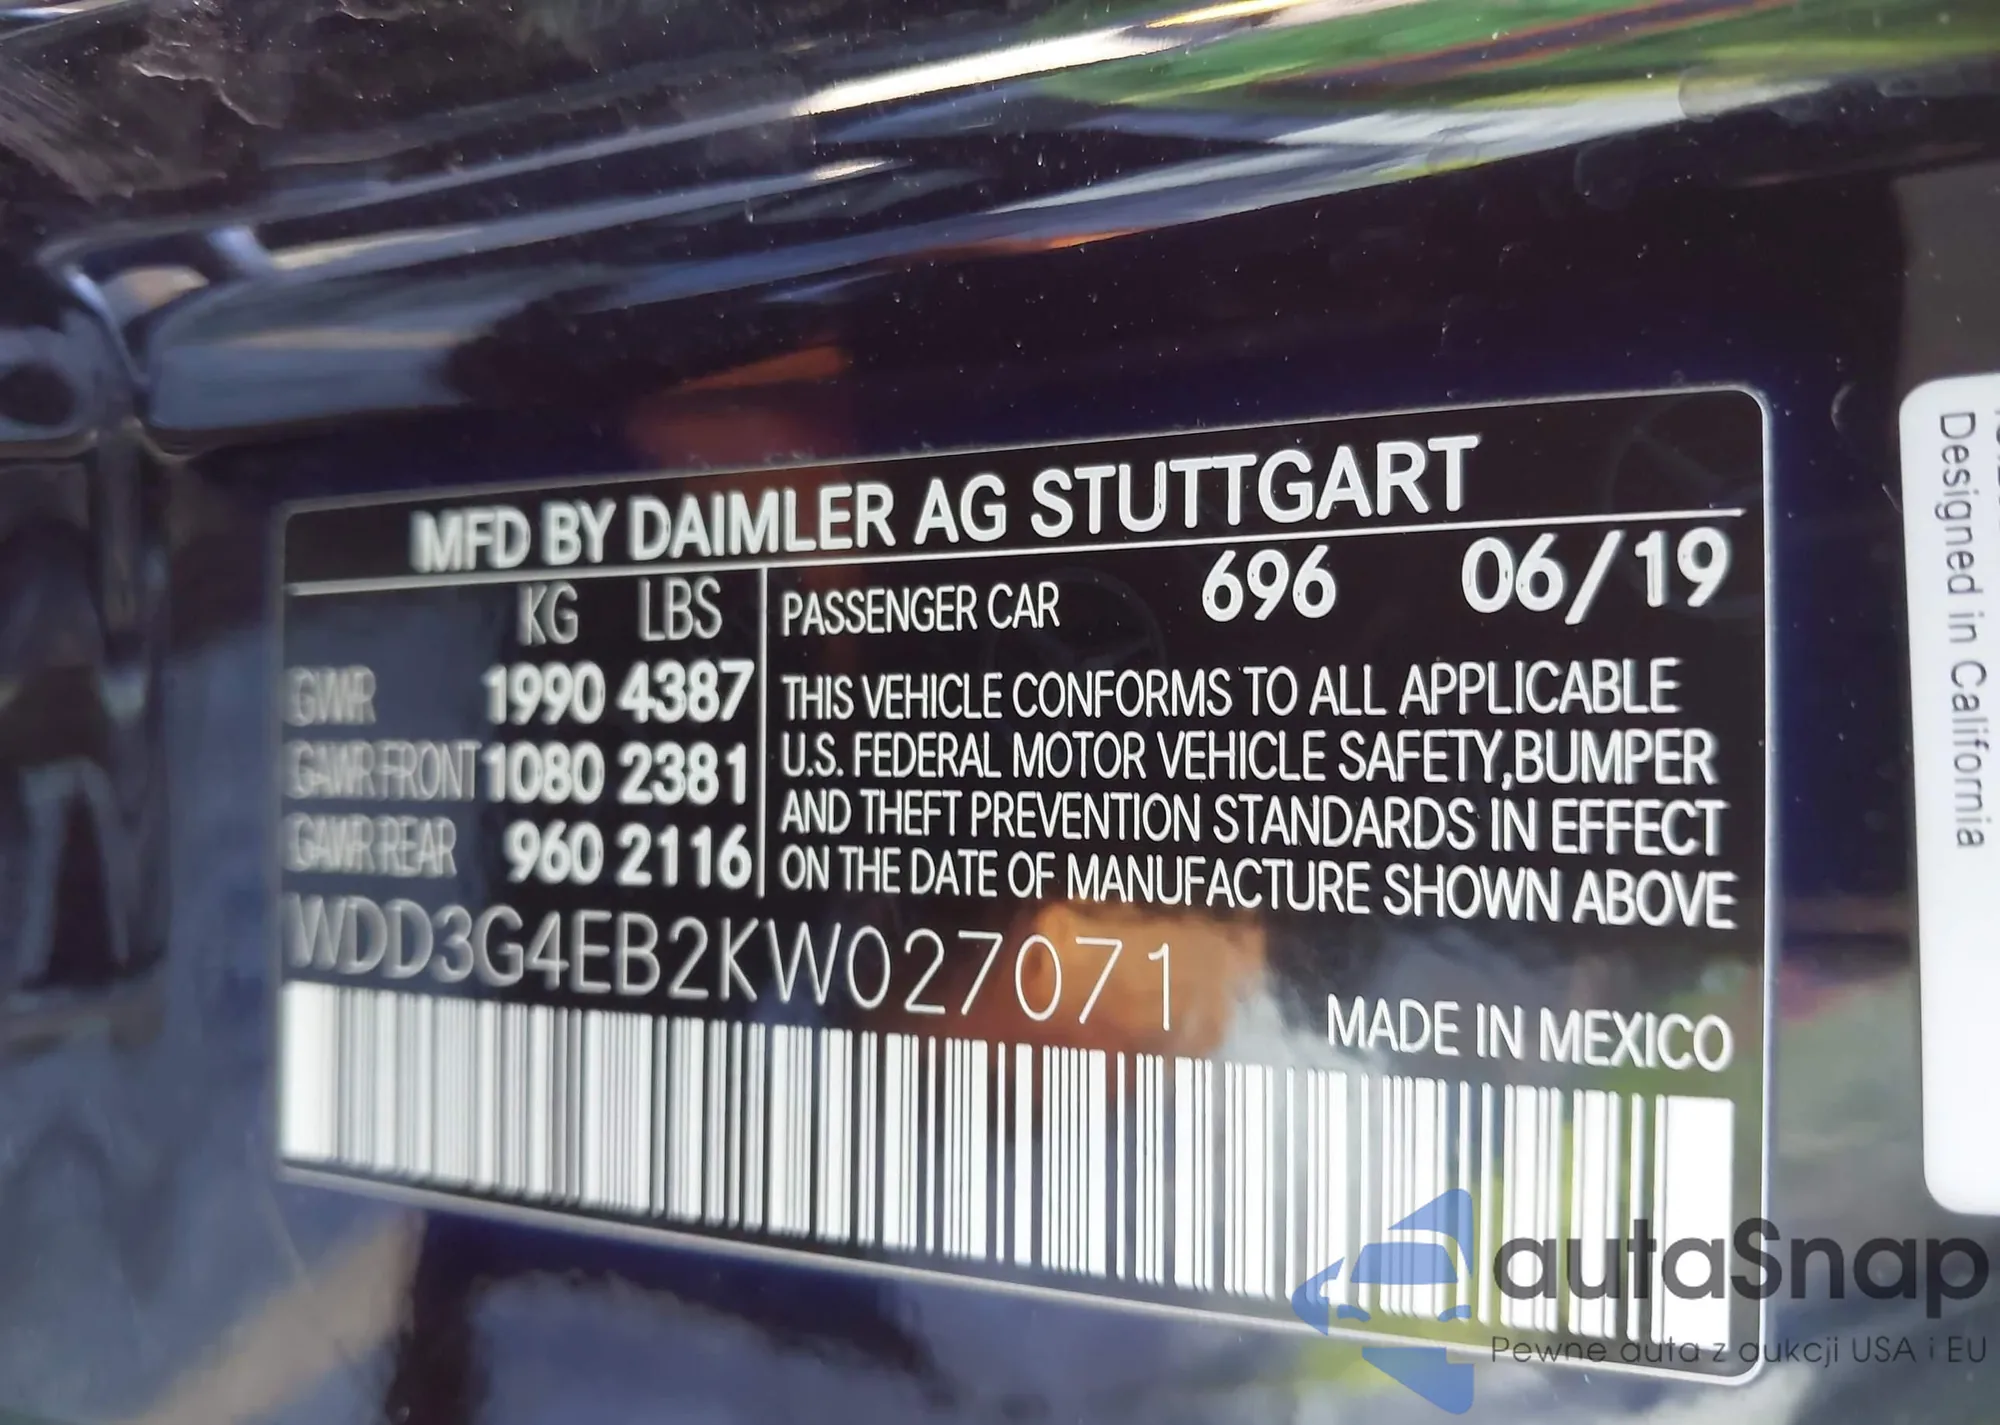 MFD BY DAIMLER AG STUTTGART
KG LBS
GWR 1990 4387
GAWR FRONT 1080 2381
GAWR REAR 960 2116
PASSENGER CAR 696 06/19
THIS VEHICLE CONFORMS TO ALL APPLICABLE
U.S. FEDERAL MOTOR VEHICLE SAFETY,BUMPER
AND THEFT PREVENTION STANDARDS IN EFFECT
ON THE DATE OF MANUFACTURE SHOWN ABOVE
WDD3G4EB2KW027071
MADE IN MEXICO
Designed in California
autaSnap
Pewne auta z aukcji USA i EU